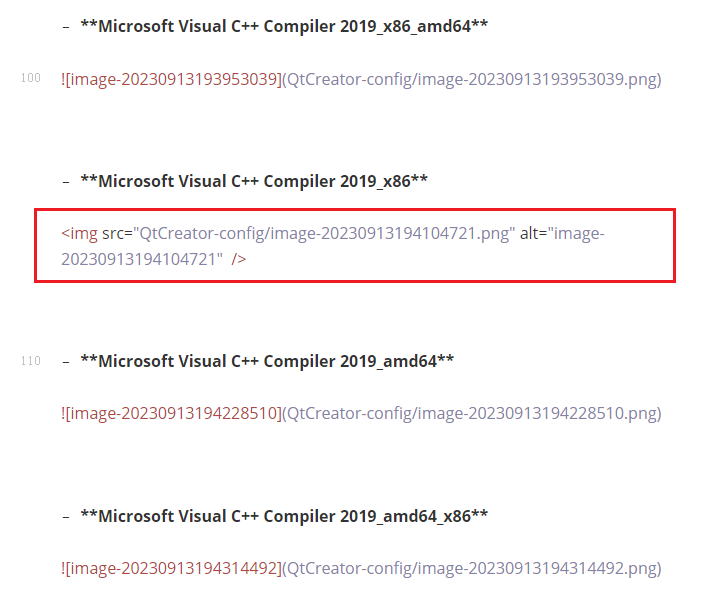 – **Microsoft Visual C++ Compiler 2019_x86_amd64**
100 ![image-20230913193953039](QtCreator-config/image-20230913193953039.png)
– **Microsoft Visual C++ Compiler 2019_x86**
<img src="QtCreator-config/image-20230913194104721.png" alt="image-
20230913194104721" />
110 – **Microsoft Visual C++ Compiler 2019_amd64**
![image-20230913194228510](QtCreator-config/image-20230913194228510.png)
– **Microsoft Visual C++ Compiler 2019_amd64_x86**
![image-20230913194314492](QtCreator-config/image-20230913194314492.png)